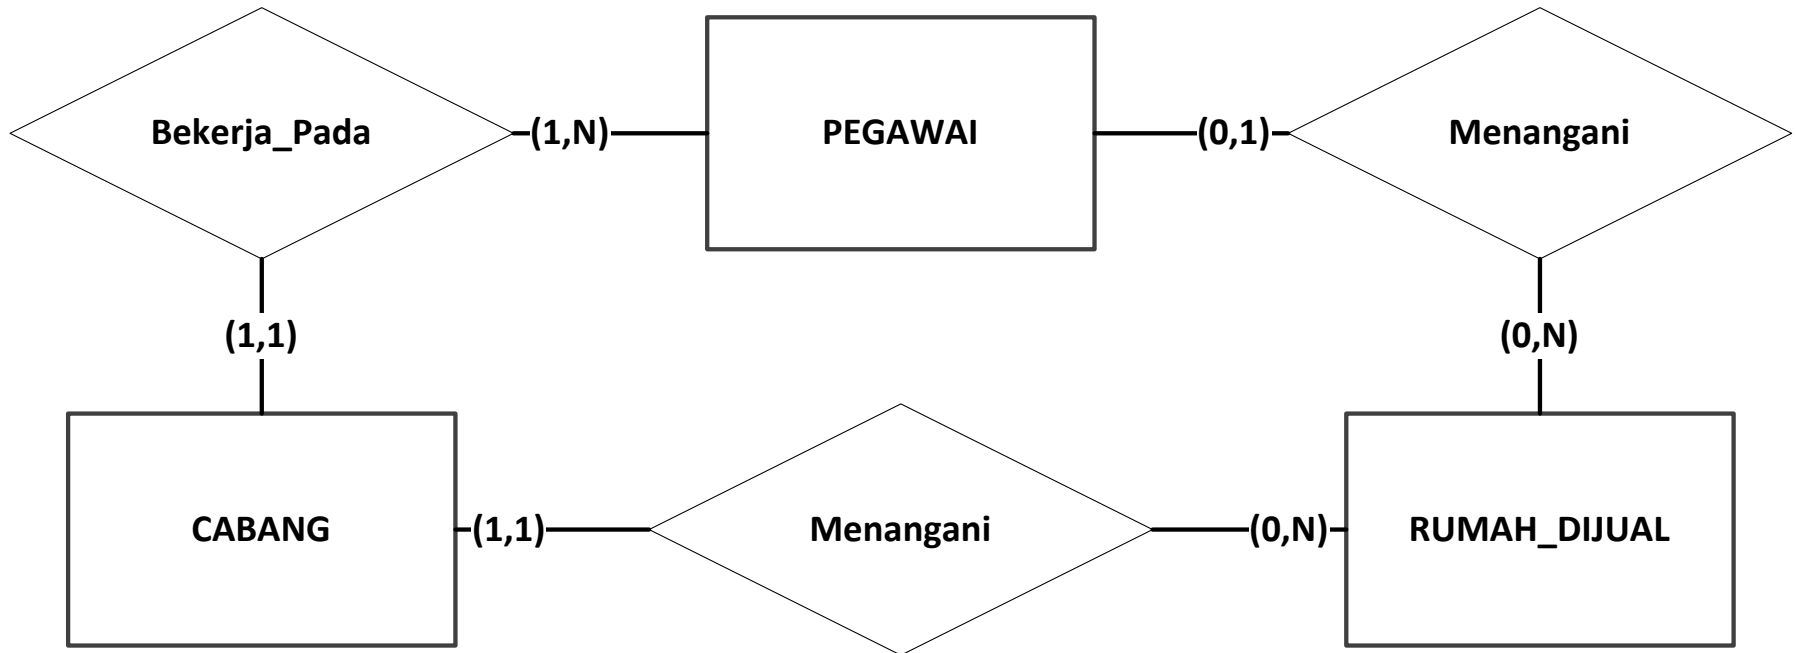 Bekerja_Pada
(1,N)
PEGAWAI
(0,1)
Menangani
(1,1)
(0,N)
CABANG
(1,1)
Menangani
(0,N)
RUMAH_DIJUAL